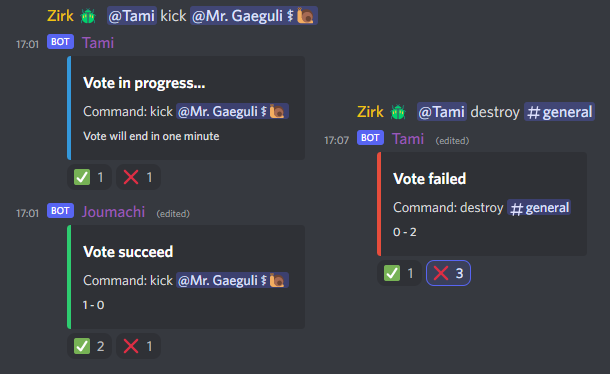 Zirk 🪲 @Tami kick @Mr. Gaeguli ⚕🐌
17:01 BOT Tami
Vote in progress...
Command: kick @Mr. Gaeguli ⚕🐌
Vote will end in one minute
✅ 1 ❌ 1
17:01 BOT Joumachi (edited)
Vote succeed
Command: kick @Mr. Gaeguli ⚕🐌
1 - 0
✅ 2 ❌ 1
Zirk 🪲 @Tami destroy #general
17:07 BOT Tami (edited)
Vote failed
Command: destroy #general
0 - 2
✅ 1 ❌ 3